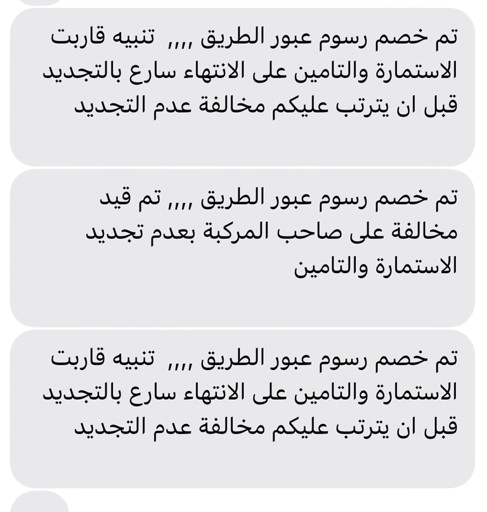 تم خصم رسوم عبور الطريق ,,,, تنبيه قاربت
الاستمارة والتامين على الانتهاء سارع بالتجديد
قبل ان يترتب عليكم مخالفة عدم التجديد
تم خصم رسوم عبور الطريق ,,,, تم قيد
مخالفة على صاحب المركبة بعدم تجديد
الاستمارة والتامين
تم خصم رسوم عبور الطريق ,,,, تنبيه قاربت
الاستمارة والتامين على الانتهاء سارع بالتجديد
قبل ان يترتب عليكم مخالفة عدم التجديد